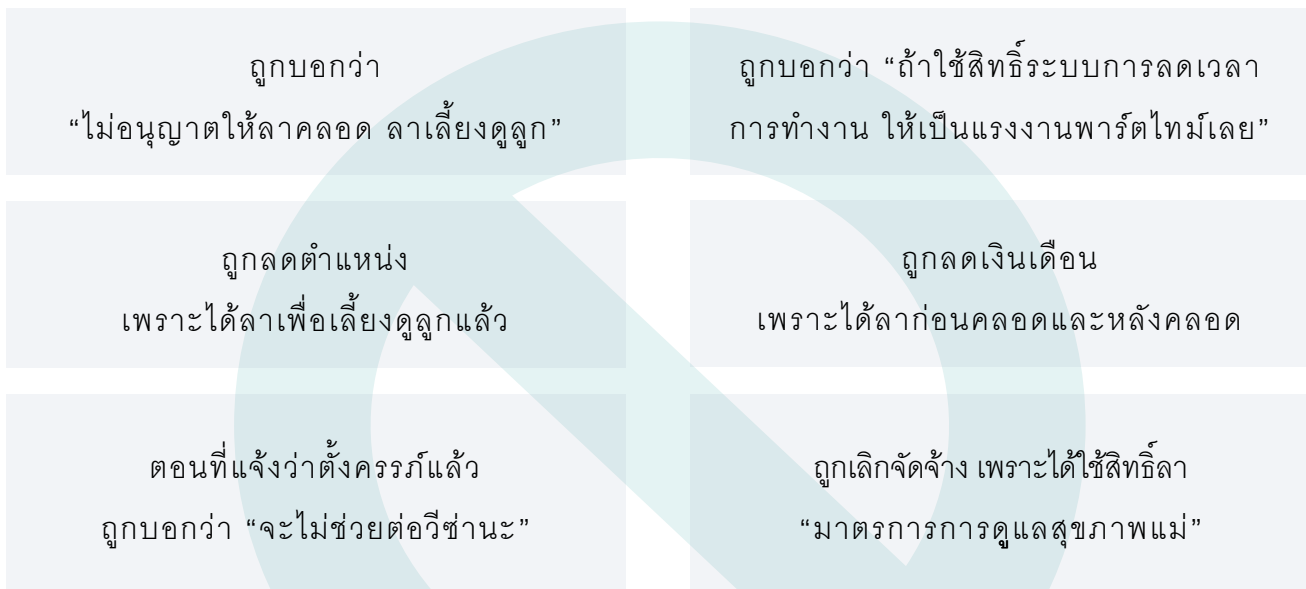 ถูกบอกว่า
“ไม่อนุญาตให้ลาคลอด ลาเลี้ยงดูลูก”
ถูกบอกว่า “ถ้าใช้สิทธิ์ระบบการลดเวลา
การทำงาน ให้เป็นแรงงานพาร์ตไทม์เลย”
ถูกลดตำแหน่ง
เพราะได้ลาเพื่อเลี้ยงดูลูกแล้ว
ถูกลดเงินเดือน
เพราะได้ลาก่อนคลอดและหลังคลอด
ตอนที่แจ้งว่าตั้งครรภ์แล้ว
ถูกบอกว่า “จะไม่ช่วยต่อวีซ่านะ”
ถูกเลิกจัดจ้าง เพราะได้ใช้สิทธิ์ลา
“มาตรการการดูแลสุขภาพแม่”